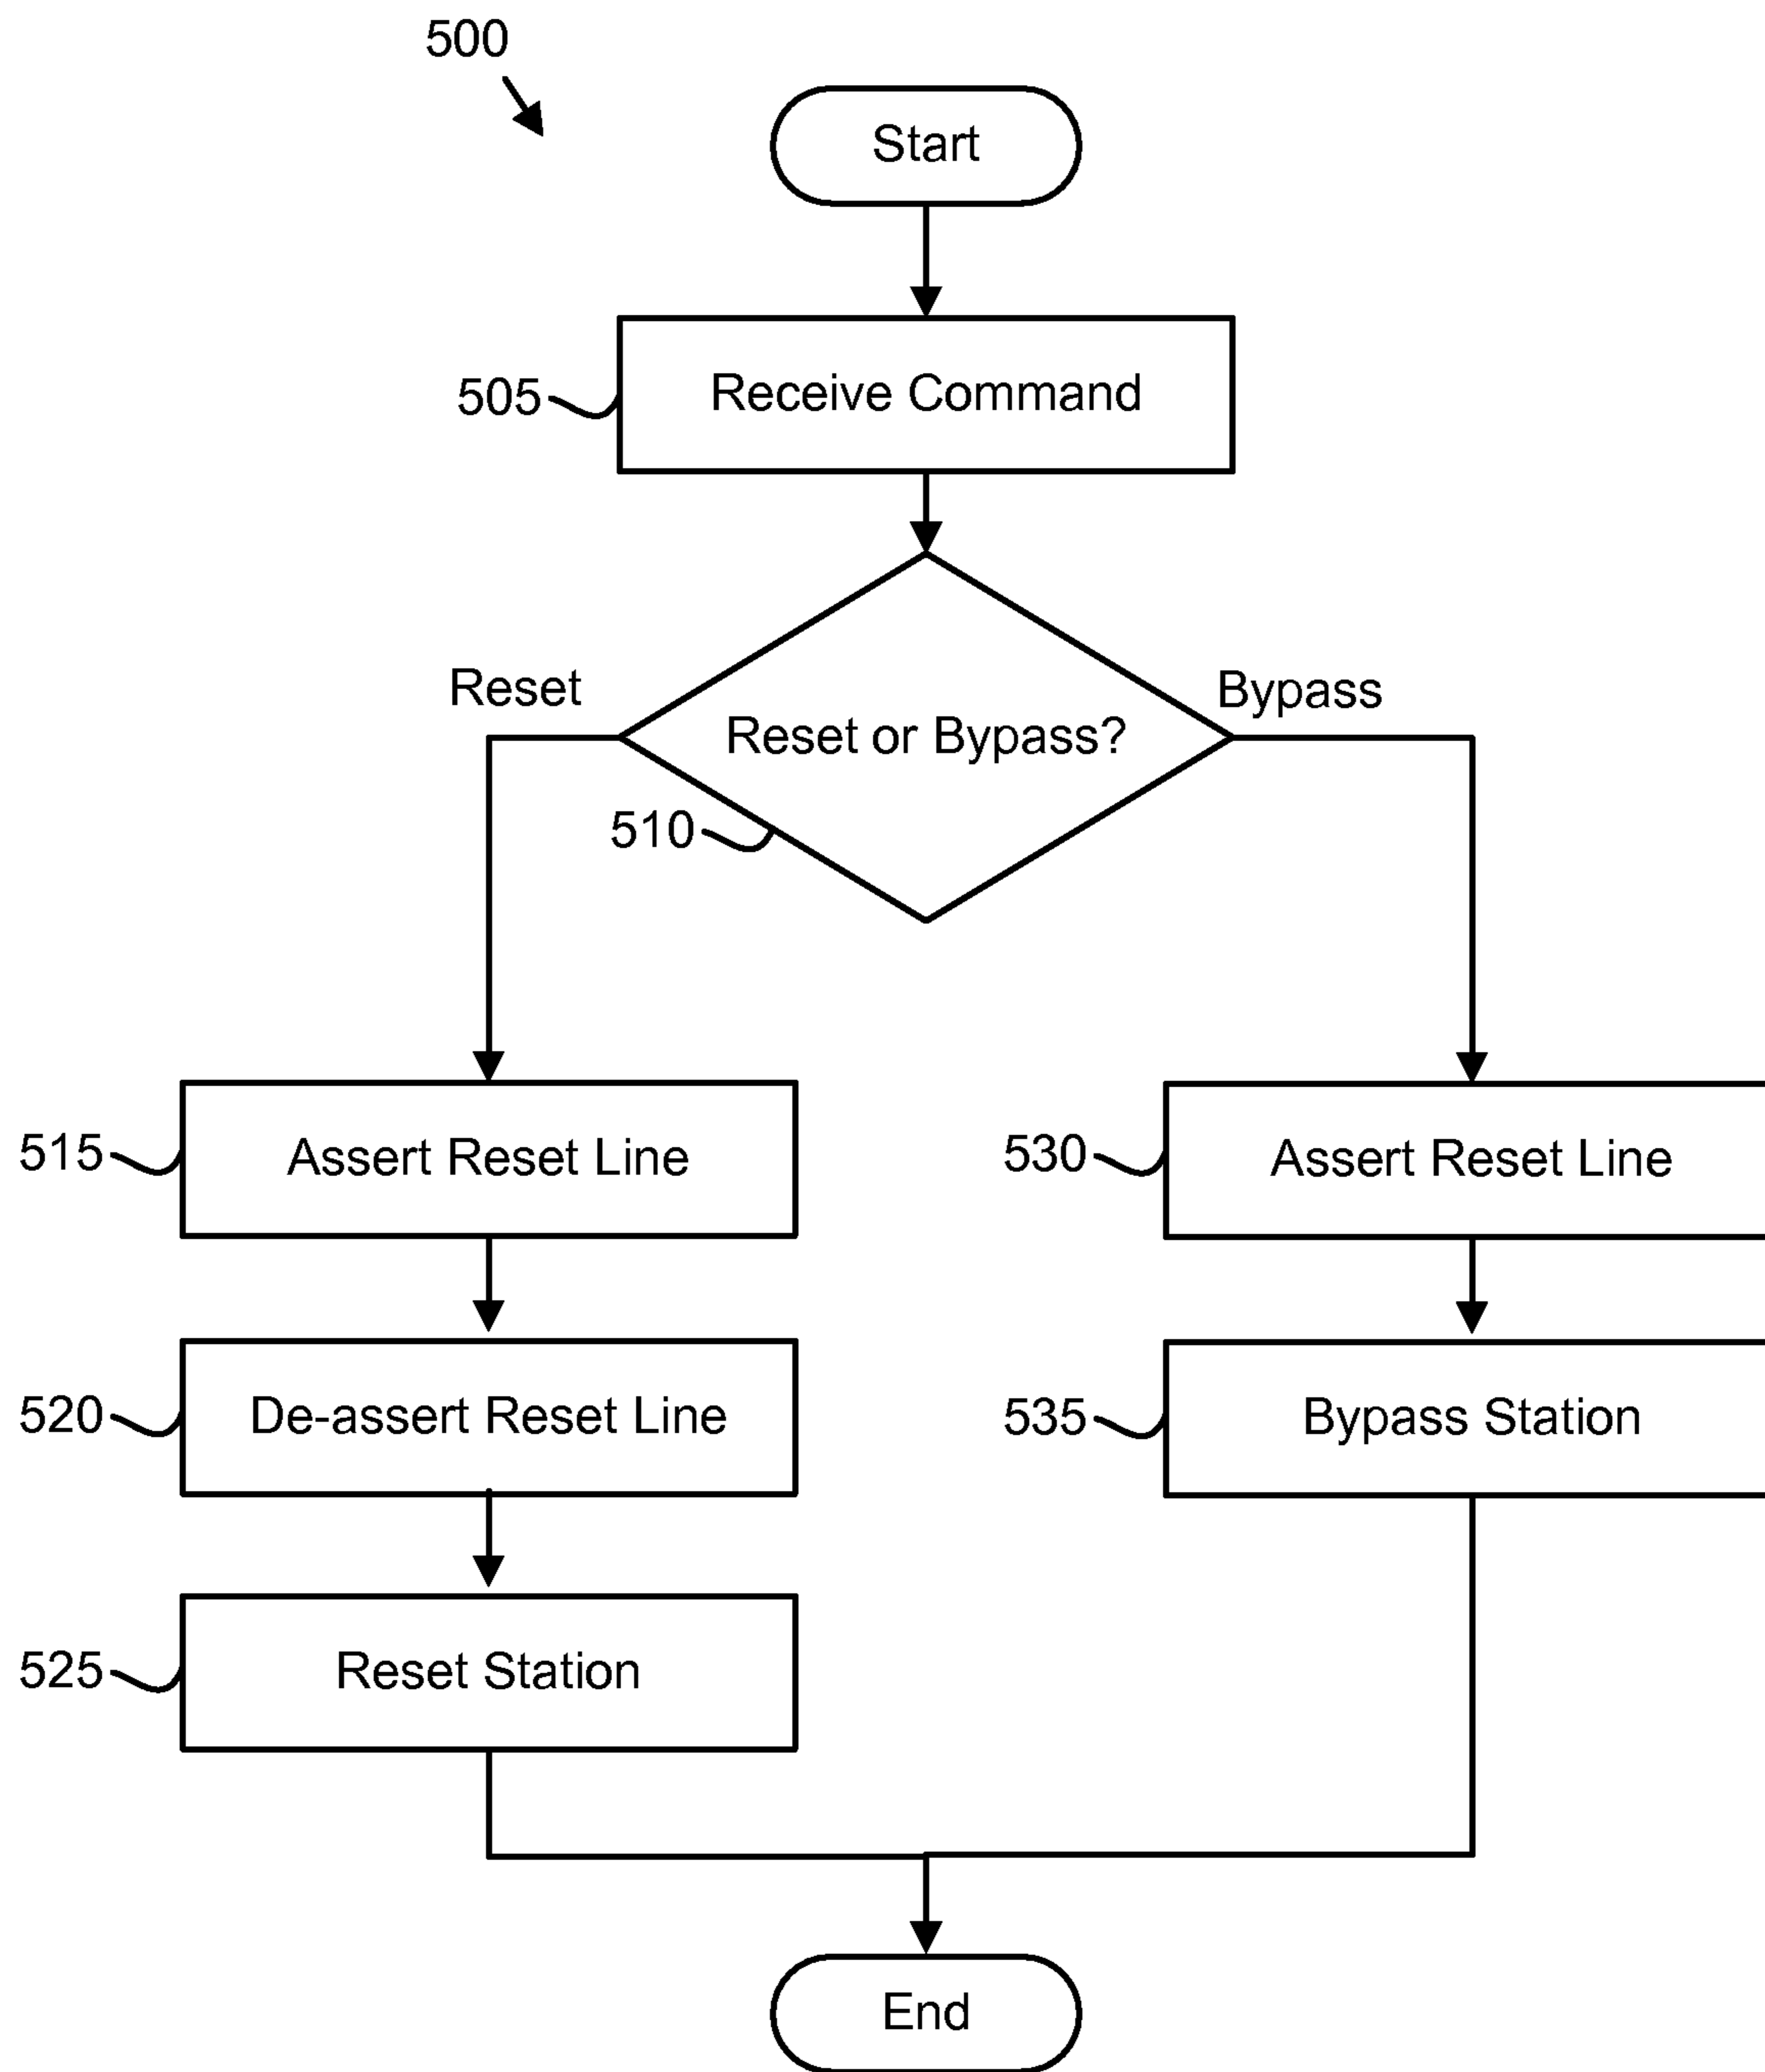 500
Start
505
Receive Command
Reset
Bypass
Reset or Bypass?
510
515
Assert Reset Line
530
Assert Reset Line
520
De-assert Reset Line
535
Bypass Station
525
Reset Station
End